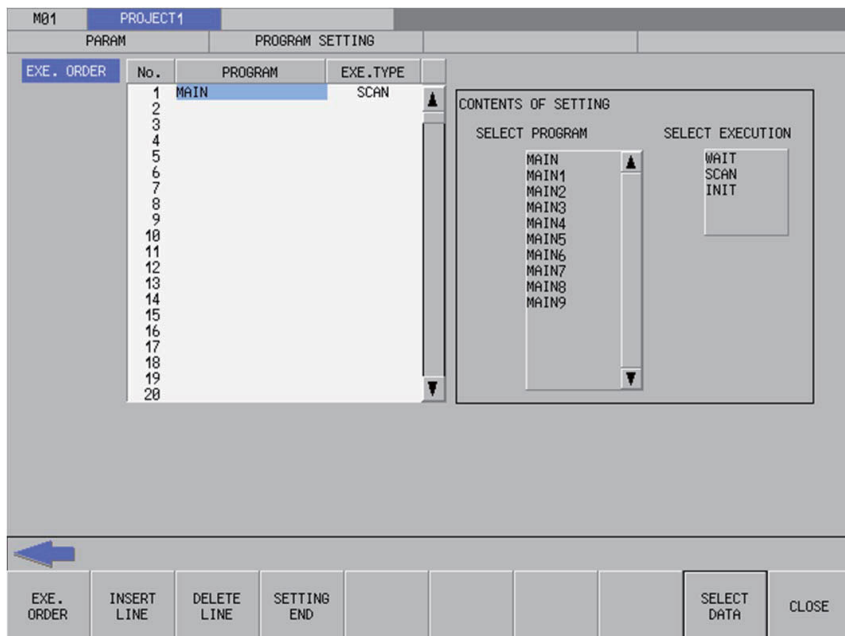 M01 PROJECT1
PARAM PROGRAM SETTING
EXE. ORDER No. PROGRAM EXE.TYPE
1 MAIN SCAN
2
3
4
5
6
7
8
9
10
11
12
13
14
15
16
17
18
19
20
CONTENTS OF SETTING
SELECT PROGRAM
MAIN
MAIN1
MAIN2
MAIN3
MAIN4
MAIN5
MAIN6
MAIN7
MAIN8
MAIN9
SELECT EXECUTION
WAIT
SCAN
INIT
EXE. ORDER
INSERT LINE
DELETE LINE
SETTING END
SELECT DATA
CLOSE